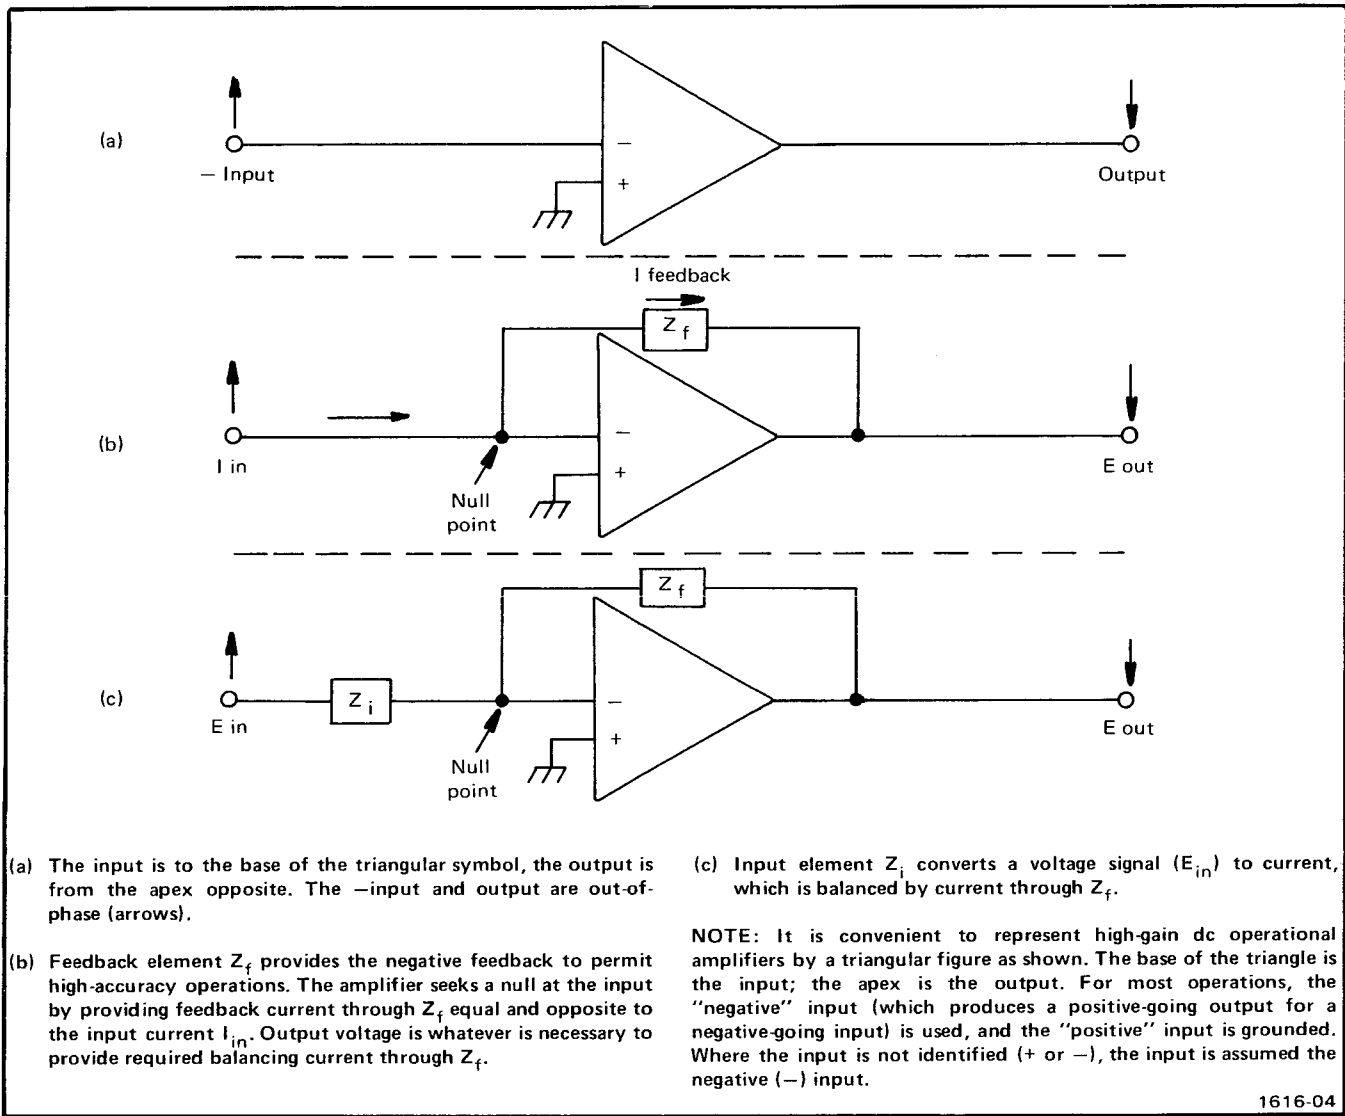 (a)
− Input
−
+
Output
I feedback
Z f
(b)
I in
Null
point
−
+
E out
Z f
(c)
E in
Z i
Null
point
−
+
E out
(a) The input is to the base of the triangular symbol, the output is
from the apex opposite. The −input and output are out-of-
phase (arrows).
(b) Feedback element Zf provides the negative feedback to permit
high-accuracy operations. The amplifier seeks a null at the input
by providing feedback current through Zf equal and opposite to
the input current Iin. Output voltage is whatever is necessary to
provide required balancing current through Zf.
(c) Input element Zi converts a voltage signal (Ein) to current,
which is balanced by current through Zf.
NOTE: It is convenient to represent high-gain dc operational
amplifiers by a triangular figure as shown. The base of the triangle is
the input; the apex is the output. For most operations, the
“negative” input (which produces a positive-going output for a
negative-going input) is used, and the “positive” input is grounded.
Where the input is not identified (+ or −), the input is assumed the
negative (−) input.
1616-04